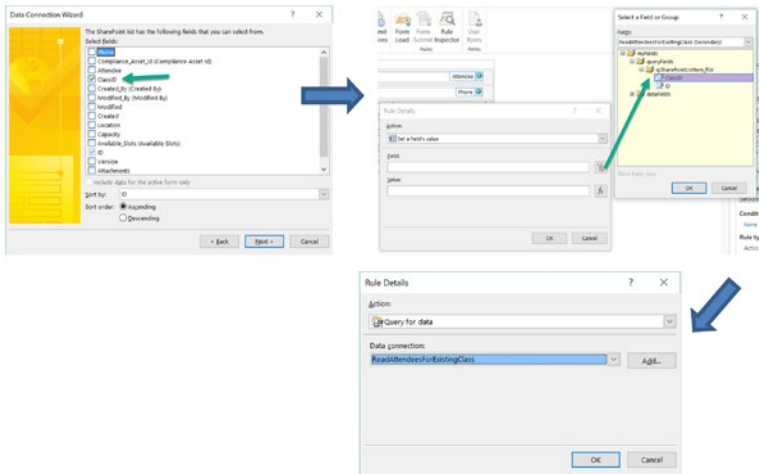 Data Connection Wizard
The SharePoint list has the following fields that you can select from.
Select fields:
Phone
Compliance_Asset_Id (Compliance Asset Id)
Attendee
ClassID
Created_By (Created By)
Modified_By (Modified By)
Modified
Created
Location
Capacity
Available_Slots (Available Slots)
ID
Version
Attachments
Include data for the active form only
Sort by: ID
Sort order: Ascending
Descending
< Back Next > Cancel
Form Load
Form Submit
Rule Inspector
User Roles
Rules
Roles
Attendee
Phone
Rule Details ? ×
Action:
Set a field's value
Field:
Value:
fx
OK Cancel
Select a Field or Group
Fields:
ReadAttendeesForExistingClass (Secondary)
myFields
queryFields
q:SharePointListItem_RW
ClassID
ID
dataFields
Show basic view
OK Cancel
Rule Details ? ×
Action:
Query for data
Data connection:
ReadAttendeesForExistingClass
Add...
OK Cancel